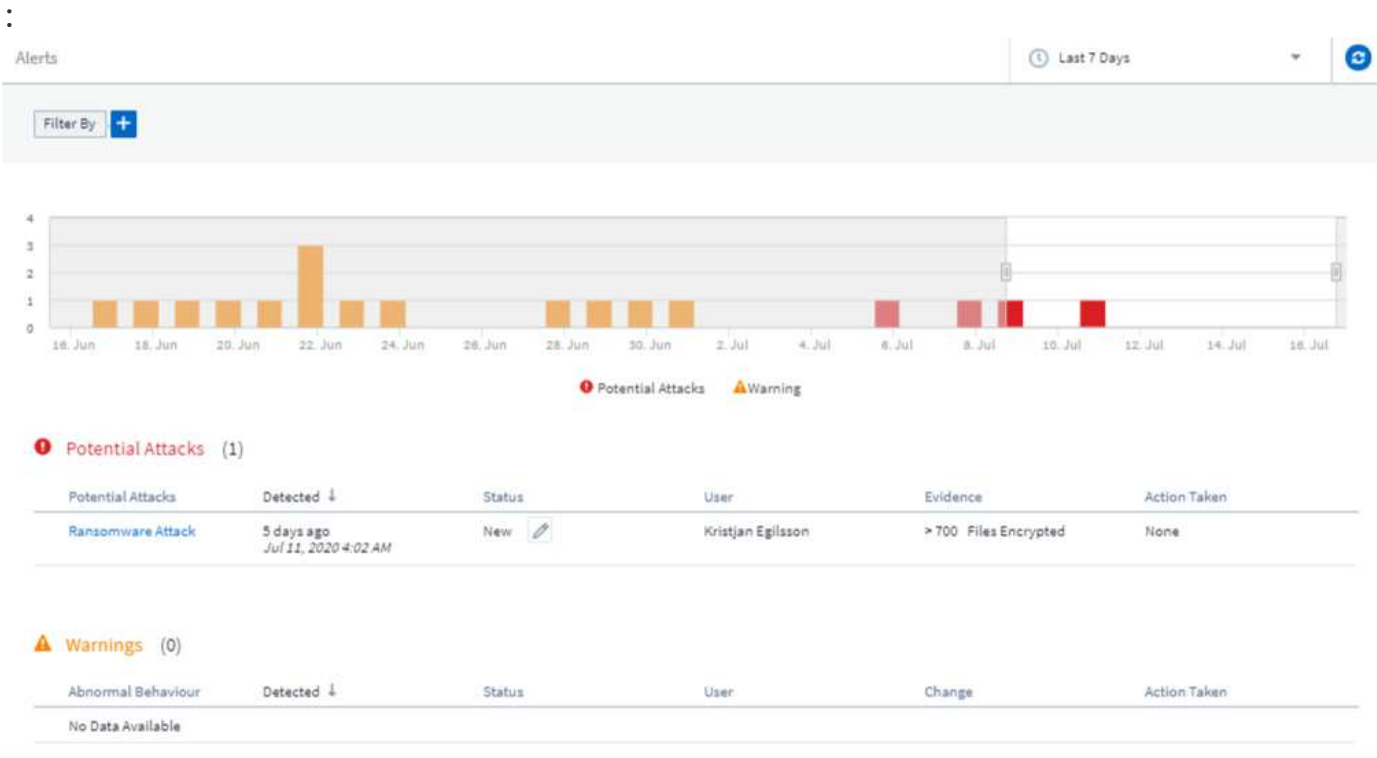 :
Alerts
Last 7 Days
Filter By +
4
3
2
1
0
16. Jun 18. Jun 20. Jun 22. Jun 24. Jun 26. Jun 28. Jun 30. Jun 2. Jul 4. Jul 6. Jul 8. Jul 10. Jul 12. Jul 14. Jul 16. Jul
Potential Attacks Warning
Potential Attacks (1)
Potential Attacks Detected ↓ Status User Evidence Action Taken
Ransomware Attack 5 days ago New Kristjan Egilsson > 700 Files Encrypted None
Jul 11, 2020 4:02 AM
Warnings (0)
Abnormal Behaviour Detected ↓ Status User Change Action Taken
No Data Available